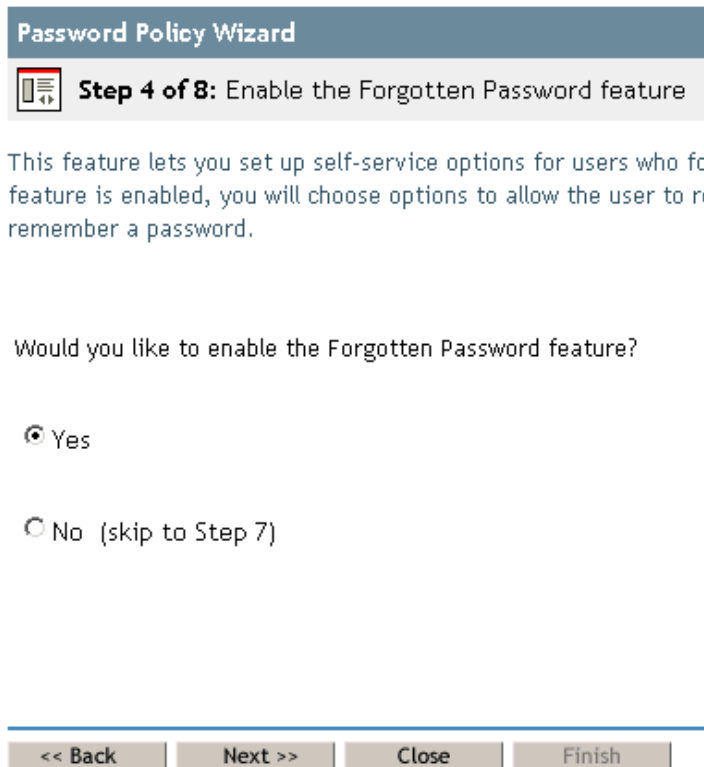 Password Policy Wizard
Step 4 of 8: Enable the Forgotten Password feature
This feature lets you set up self-service options for users who
feature is enabled, you will choose options to allow the user to
remember a password.
Would you like to enable the Forgotten Password feature?
Yes
No (skip to Step 7)
<< Back Next >> Close Finish